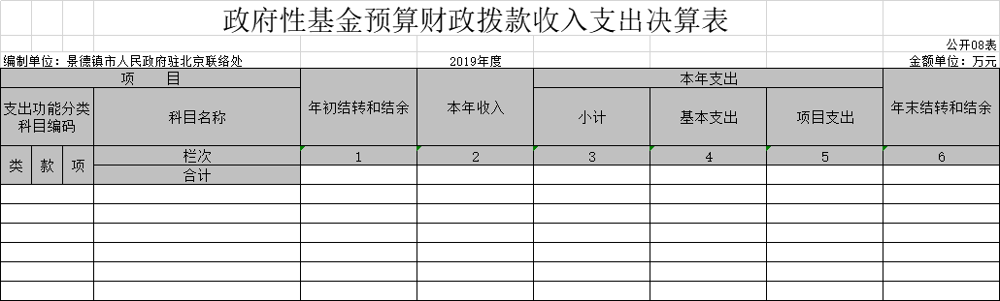 政府性基金预算财政拨款收入支出决算表
公开08表
编制单位：景德镇市人民政府驻北京联络处 2019年度 金额单位：万元
项 目 年初结转和结余 本年收入 本年支出 年末结转和结余
支出功能分类
科目编码
科目名称 小计 基本支出 项目支出
类 款 项 栏次 1 2 3 4 5 6
合计